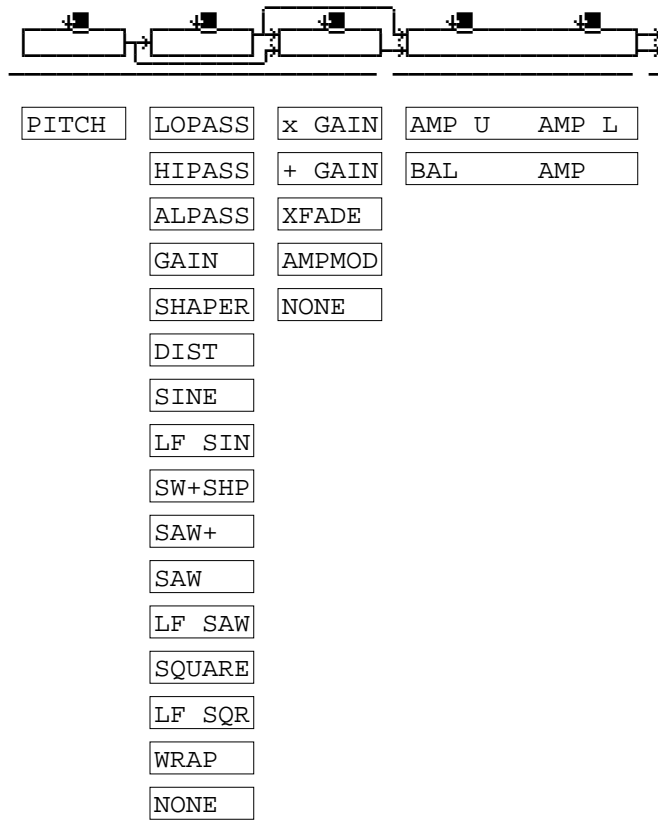 PITCH LOPASS x GAIN AMP U AMP L
HIPASS + GAIN BAL AMP
ALPASS XFADE
GAIN AMPMOD
SHAPER NONE
DIST
SINE
LF SIN
SW+SHP
SAW+
SAW
LF SAW
SQUARE
LF SQR
WRAP
NONE